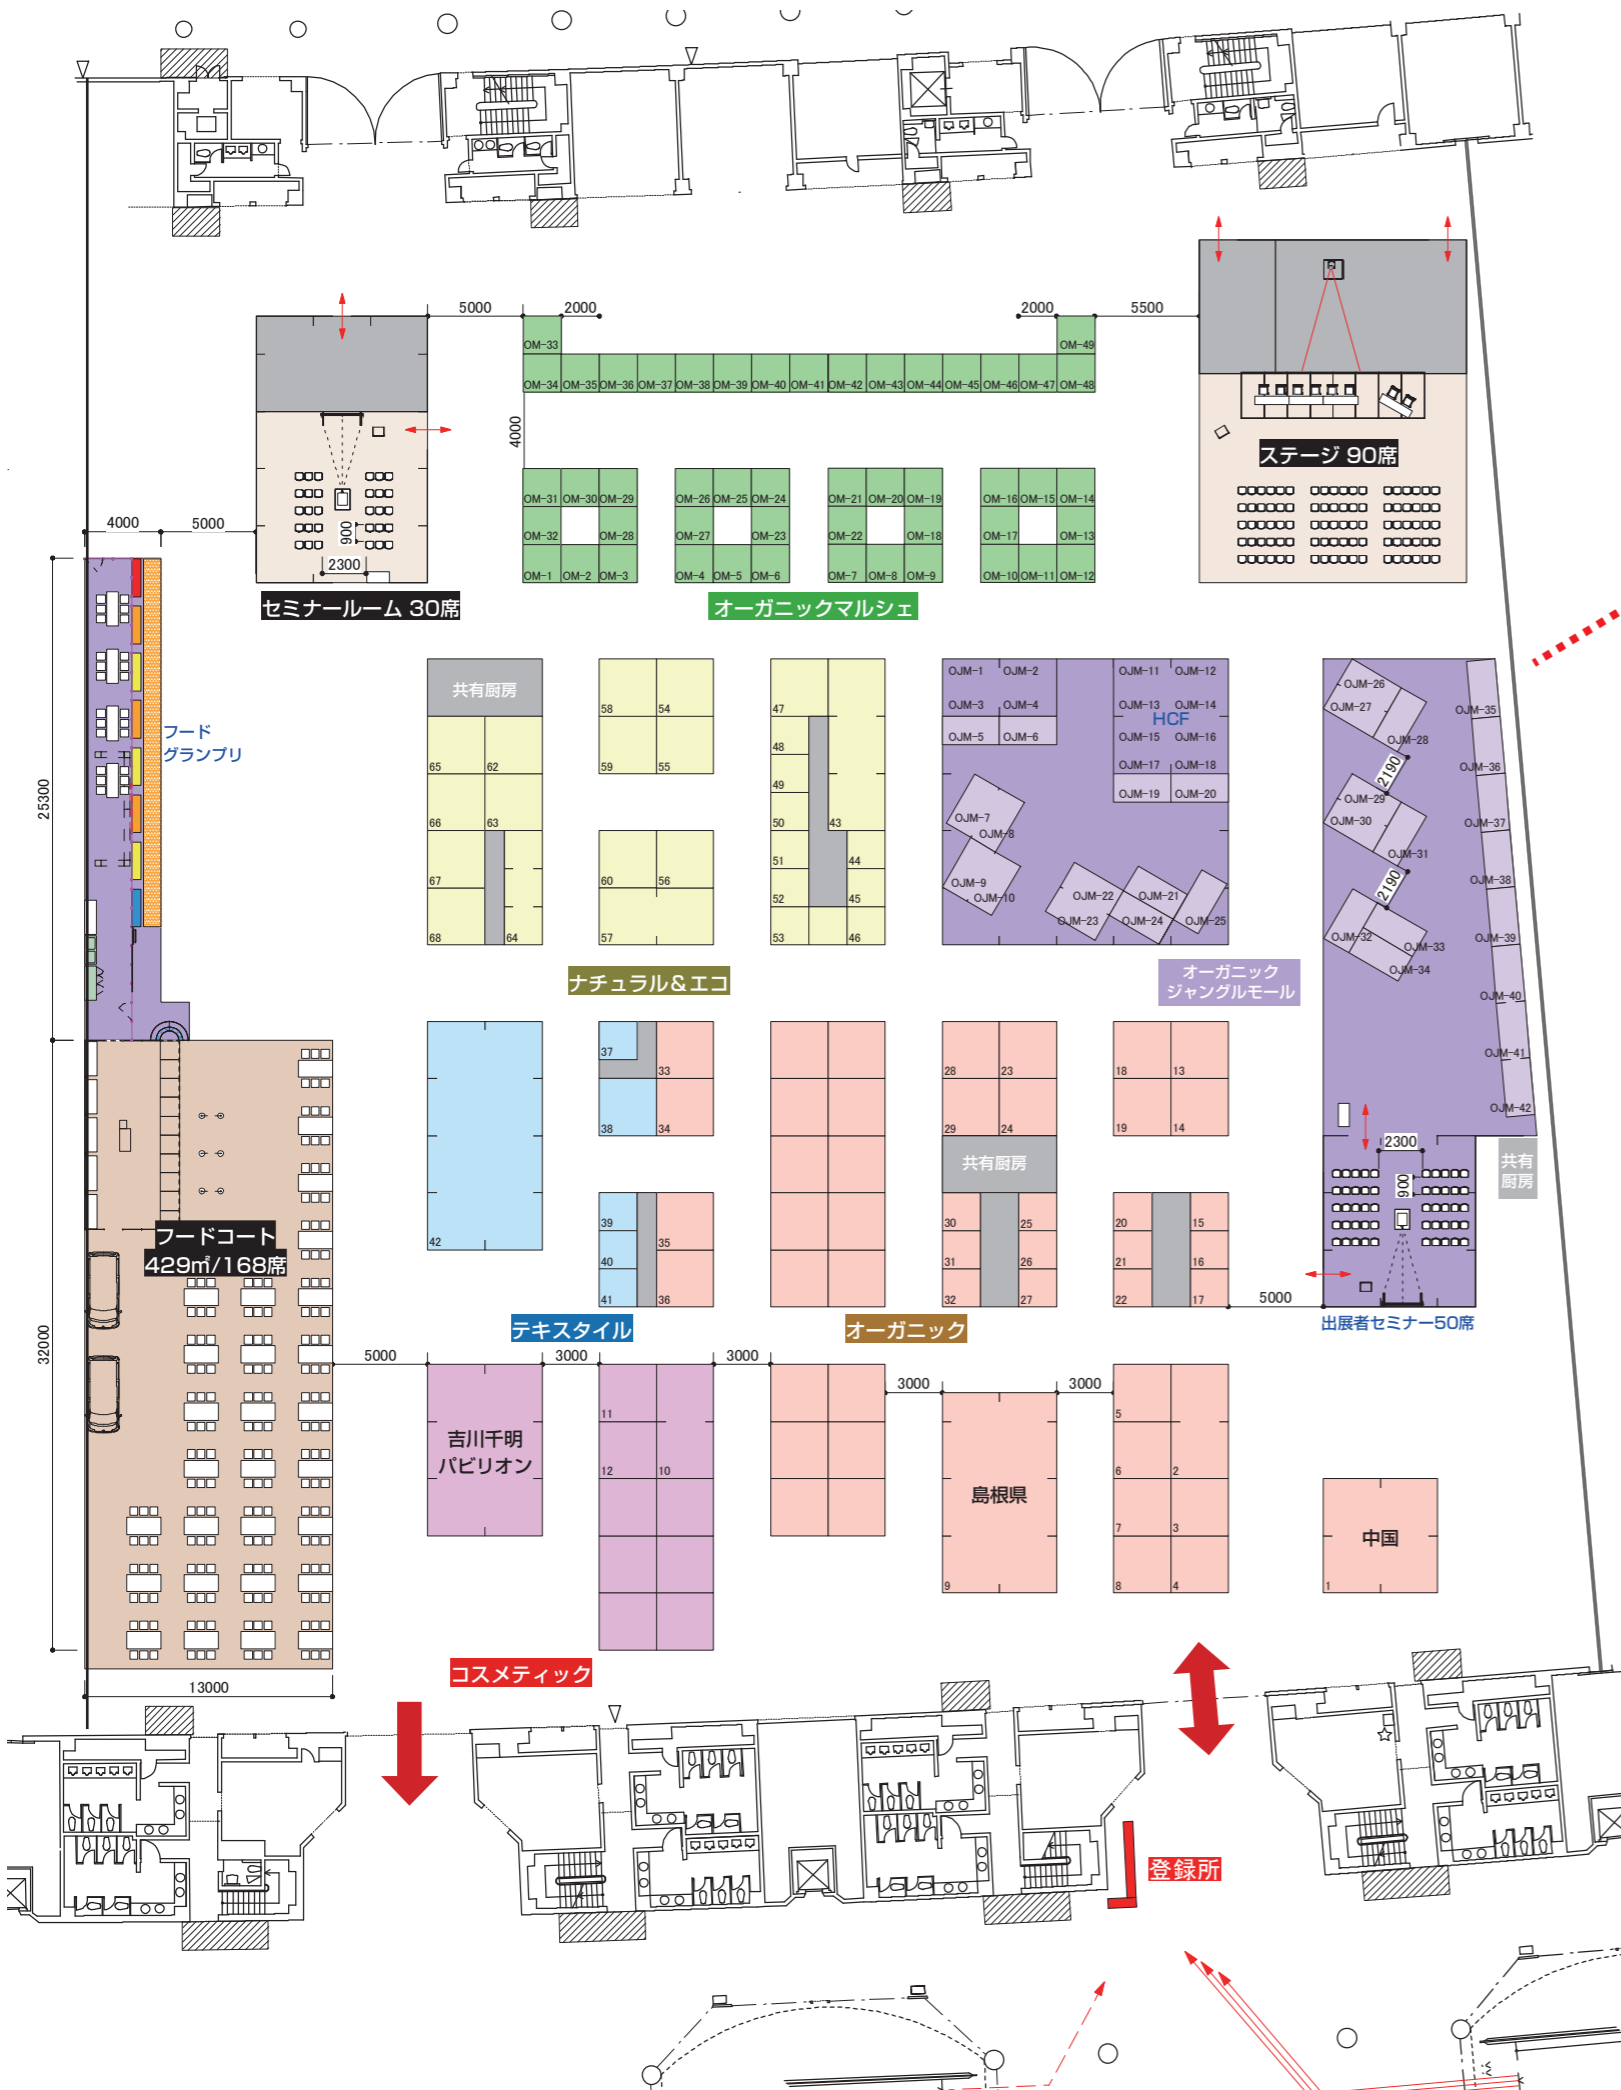 5000
2000
2000
5500
OM-33
OM-49
OM-34 OM-35 OM-36 OM-37 OM-38 OM-39 OM-40 OM-41 OM-42 OM-43 OM-44 OM-45 OM-46 OM-47 OM-48
4000
ステージ 90席
OM-31 OM-30 OM-29
OM-26 OM-25 OM-24
OM-21 OM-20 OM-19
OM-16 OM-15 OM-14
OM-32
OM-28
OM-27
OM-23
OM-22
OM-18
OM-17
OM-13
OM-1 OM-2 OM-3
OM-4 OM-5 OM-6
OM-7 OM-8 OM-9
OM-10 OM-11 OM-12
4000
5000
900
2300
セミナールーム 30席
オーガニックマルシェ
フード
グランプリ
25300
共有厨房
65
62
66
63
67
68
64
58
54
59
55
60
56
57
47
48
49
50
43
51
44
52
45
53
46
OJM-1
OJM-2
OJM-3
OJM-4
OJM-5
OJM-6
OJM-7
OJM-8
OJM-9
OJM-10
OJM-11
OJM-12
OJM-13
OJM-14
HCF
OJM-15
OJM-16
OJM-17
OJM-18
OJM-19
OJM-20
OJM-22
OJM-21
OJM-23
OJM-24
OJM-25
OJM-26
OJM-27
OJM-28
2190
OJM-29
OJM-30
OJM-31
2190
OJM-32
OJM-33
OJM-34
OJM-35
OJM-36
OJM-37
OJM-38
OJM-39
OJM-40
OJM-41
OJM-42
ナチュラル&エコ
オーガニック
ジャングルモール
42
37
33
38
34
39
35
40
41
36
28
23
29
24
共有厨房
30
25
31
26
32
27
18
13
19
14
20
15
21
16
22
17
2300
900
共有
厨房
5000
出展者セミナー50席
フードコート
429㎡/168席
32000
13000
テキスタイル
オーガニック
5000
3000
3000
3000
3000
吉川千明
パビリオン
11
12
10
島根県
9
5
6
2
7
3
8
4
中国
1
コスメティック
登録所